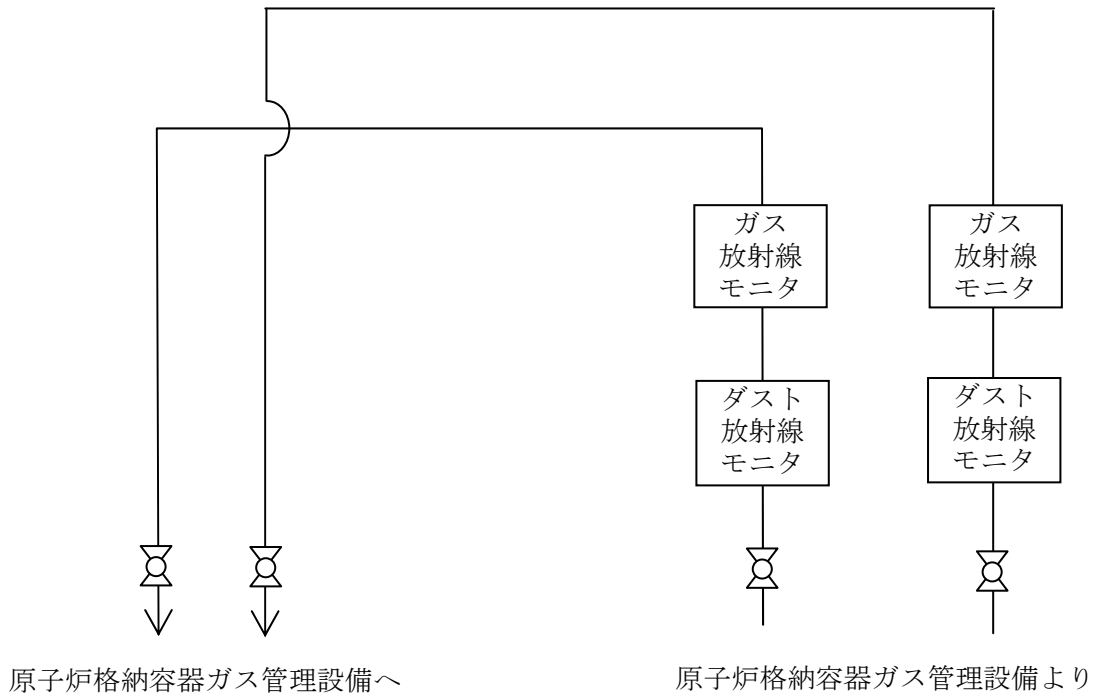 ガス
放射線
モニタ
ガス
放射線
モニタ
ダスト
放射線
モニタ
ダスト
放射線
モニタ
原子炉格納容器ガス管理設備へ
原子炉格納容器ガス管理設備より